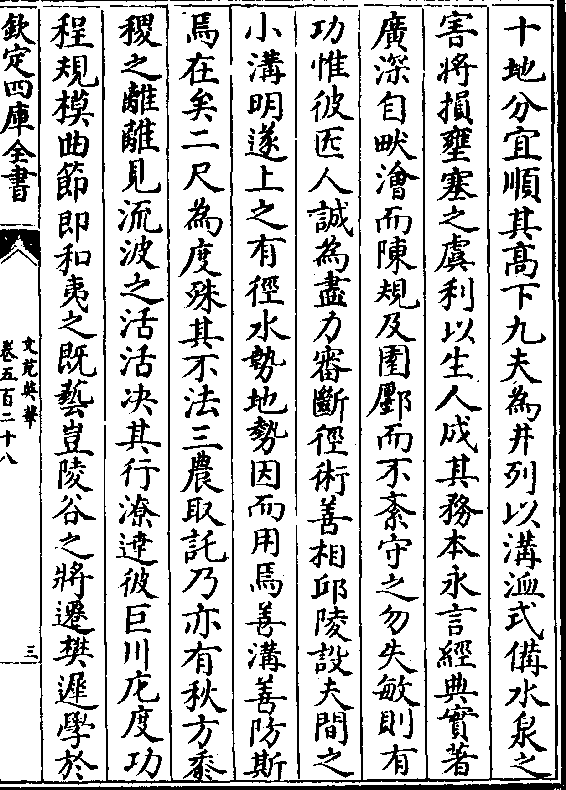 十地分宜順其髙下九夫為井列以溝洫式備水泉之
害將損壅塞之虞利以生人成其務本永言經典實著
廣深自畎澮而陳規及圃㕓而不紊守之勿失敏則有
功惟彼匠人誠為盡力審斷徑術善相邱陵設夫間之
小溝明遂上之有徑水勢地勢因而用焉善溝善防斯
焉在矣二尺為度殊其不法三農取託乃亦有秋方黍
稷之離離見流波之活活决其行潦達彼巨川庀度功
程規模曲節即和夷之既藝豈陵谷之將遷樊遲學於
欽定四庫全書
文苑英華
卷五百二十八
三